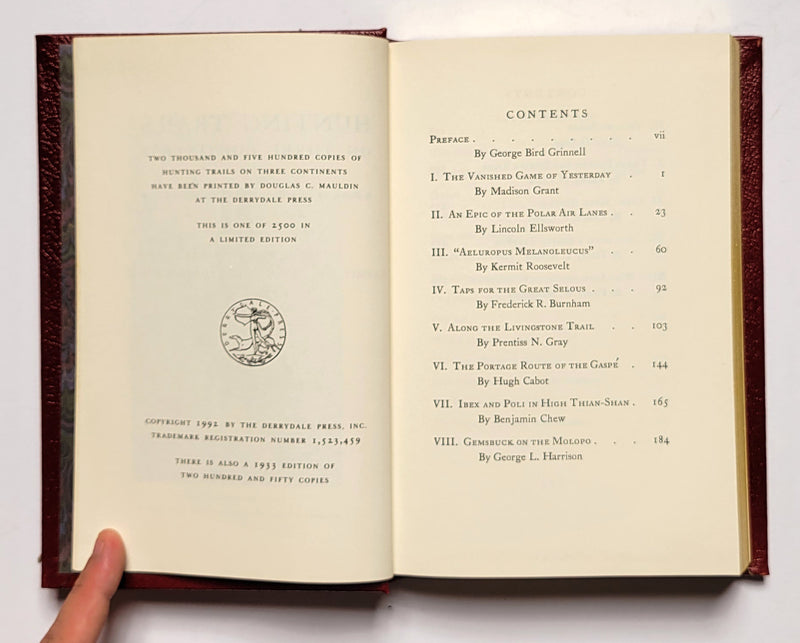 TWO THOUSAND AND FIVE HUNDRED COPIES OF
HUNTING TRAILS ON THREE CONTINENTS
HAVE BEEN PRINTED BY DOUGLAS C. MAULDIN
AT THE DERRYDALE PRESS
THIS IS ONE OF 2500 IN
A LIMITED EDITION
DERRYDALE PRESS
COPYRIGHT 1992 BY THE DERRYDALE PRESS, INC.
TRADEMARK REGISTRATION NUMBER 1,523,459
THERE IS ALSO A 1933 EDITION OF
TWO HUNDRED AND FIFTY COPIES
CONTENTS
PREFACE . . . . . . . . . vii
By George Bird Grinnell
I. THE VANISHED GAME OF YESTERDAY . 1
By Madison Grant
II. AN EPIC OF THE POLAR AIR LANES . . 23
By Lincoln Ellsworth
III. "AELUROPUS MELANOLEUCUS" . . 60
By Kermit Roosevelt
IV. TAPS FOR THE GREAT SELOUS . . . 92
By Frederick R. Burnham
V. ALONG THE LIVINGSTONE TRAIL . . 103
By Prentiss N. Gray
VI. THE PORTAGE ROUTE OF THE GASPÉ . 144
By Hugh Cabot
VII. IBEX AND POLI IN HIGH THIAN-SHAN . 165
By Benjamin Chew
VIII. GEMSBUCK ON THE MOLOPO . . . 184
By George L. Harrison